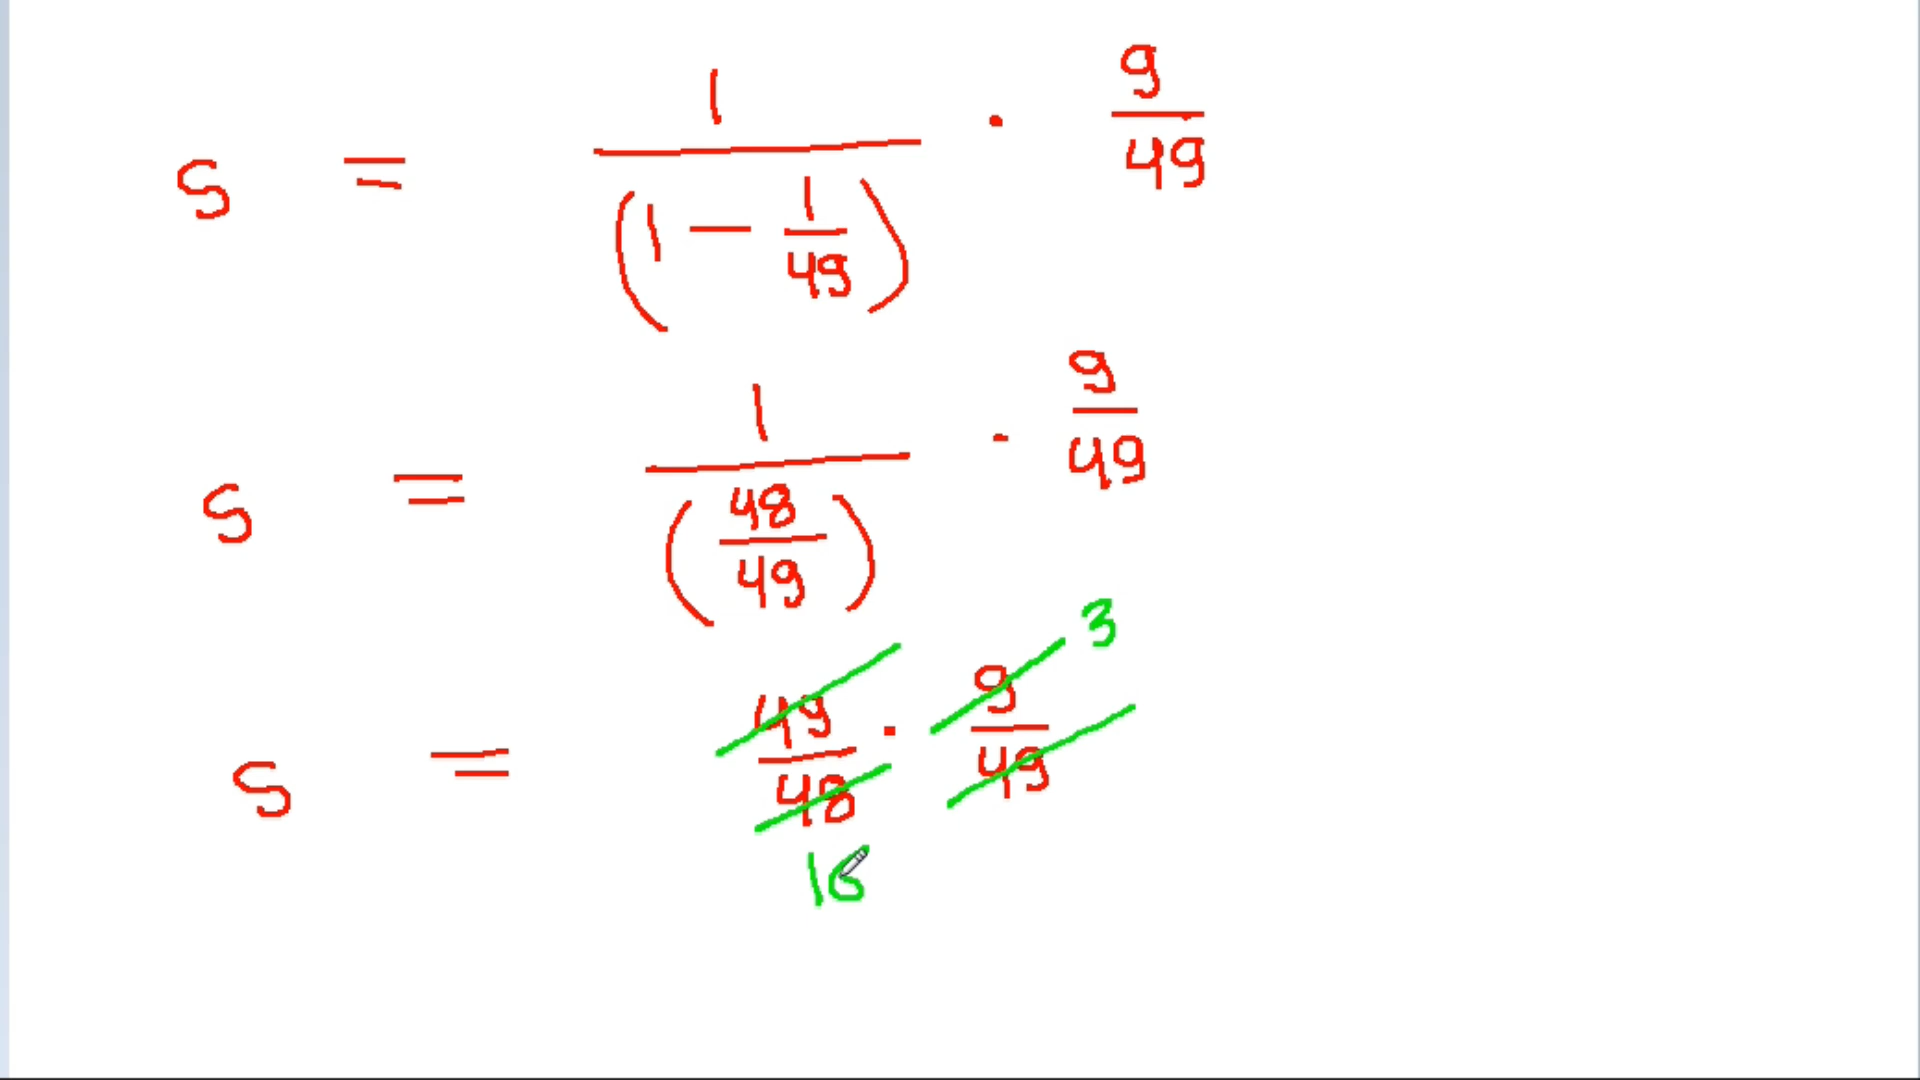 S = 1 / (1 - 1/49) · 9/49
S = 1 / (48/49) · 9/49
3
S = 49/48 · 9/49
16